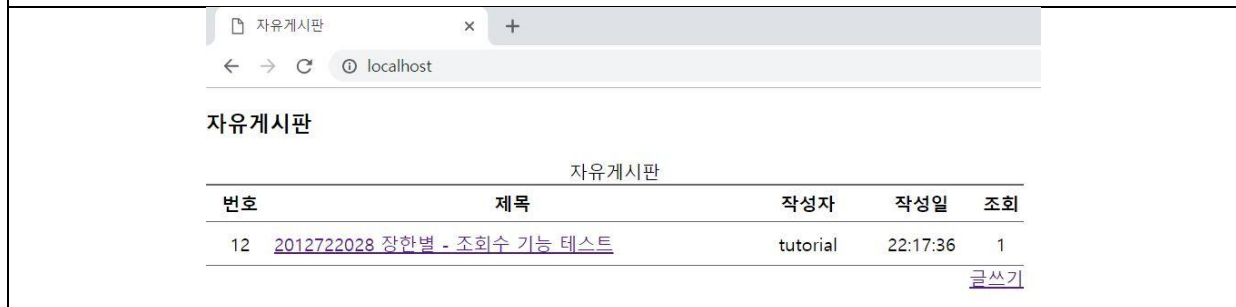 자유게시판
localhost
자유게시판
자유게시판
번호 제목 작성자 작성일 조회
12 2012722028 장한별 - 조회수 기능 테스트 tutorial 22:17:36 1
글쓰기